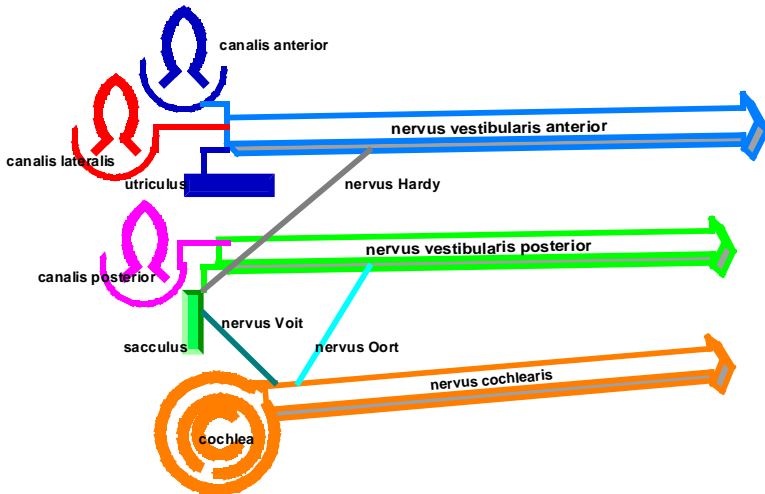 canalis anterior
nervus vestibularis anterior
canalis lateralis
utriculus
nervus Hardy
nervus vestibularis posterior
canalis posterior
nervus Voit
sacculus
nervus Oort
nervus cochlearis
cochlea